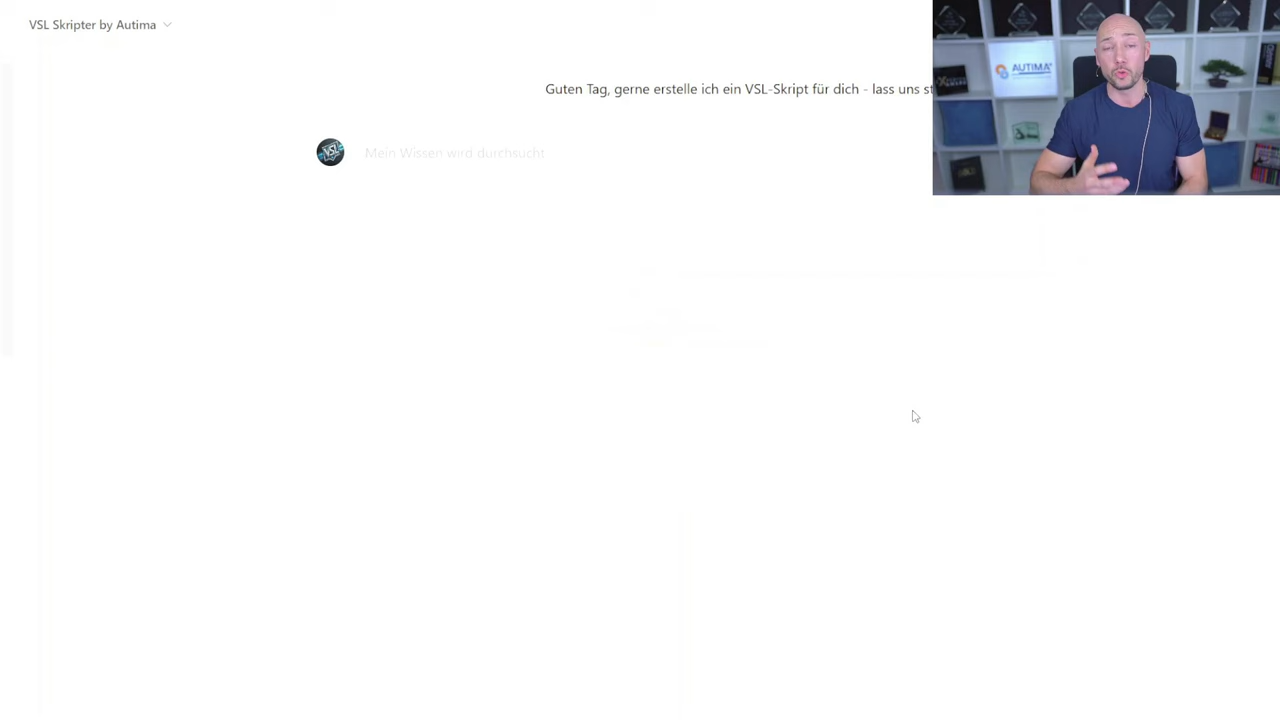 VSL Skripter by Autima
Guten Tag, gerne erstelle ich ein VSL-Skript für dich - lass uns st
VSL
Mein Wissen wird durchsucht
AUTIMA